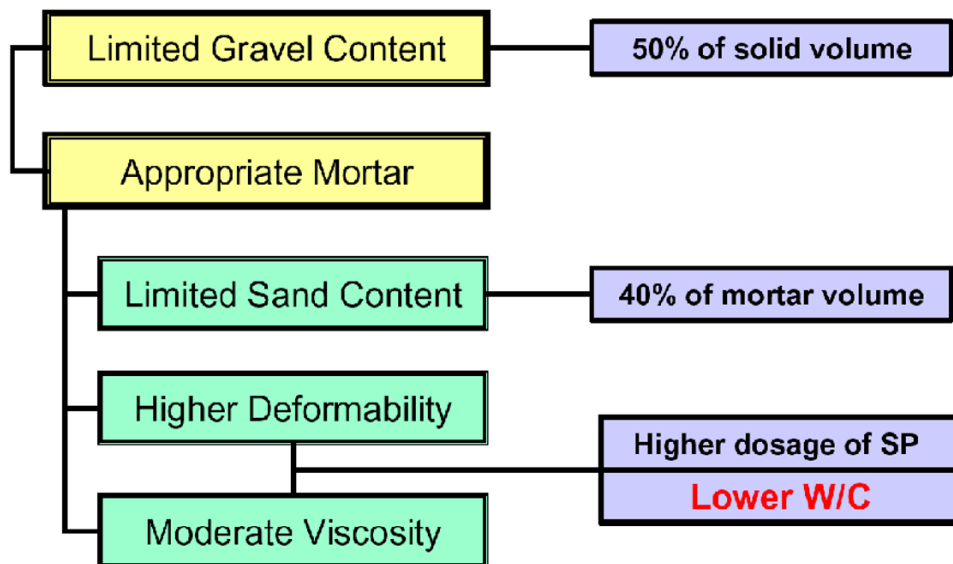 Limited Gravel Content
50% of solid volume
Appropriate Mortar
Limited Sand Content
40% of mortar volume
Higher Deformability
Higher dosage of SP
Lower W/C
Moderate Viscosity